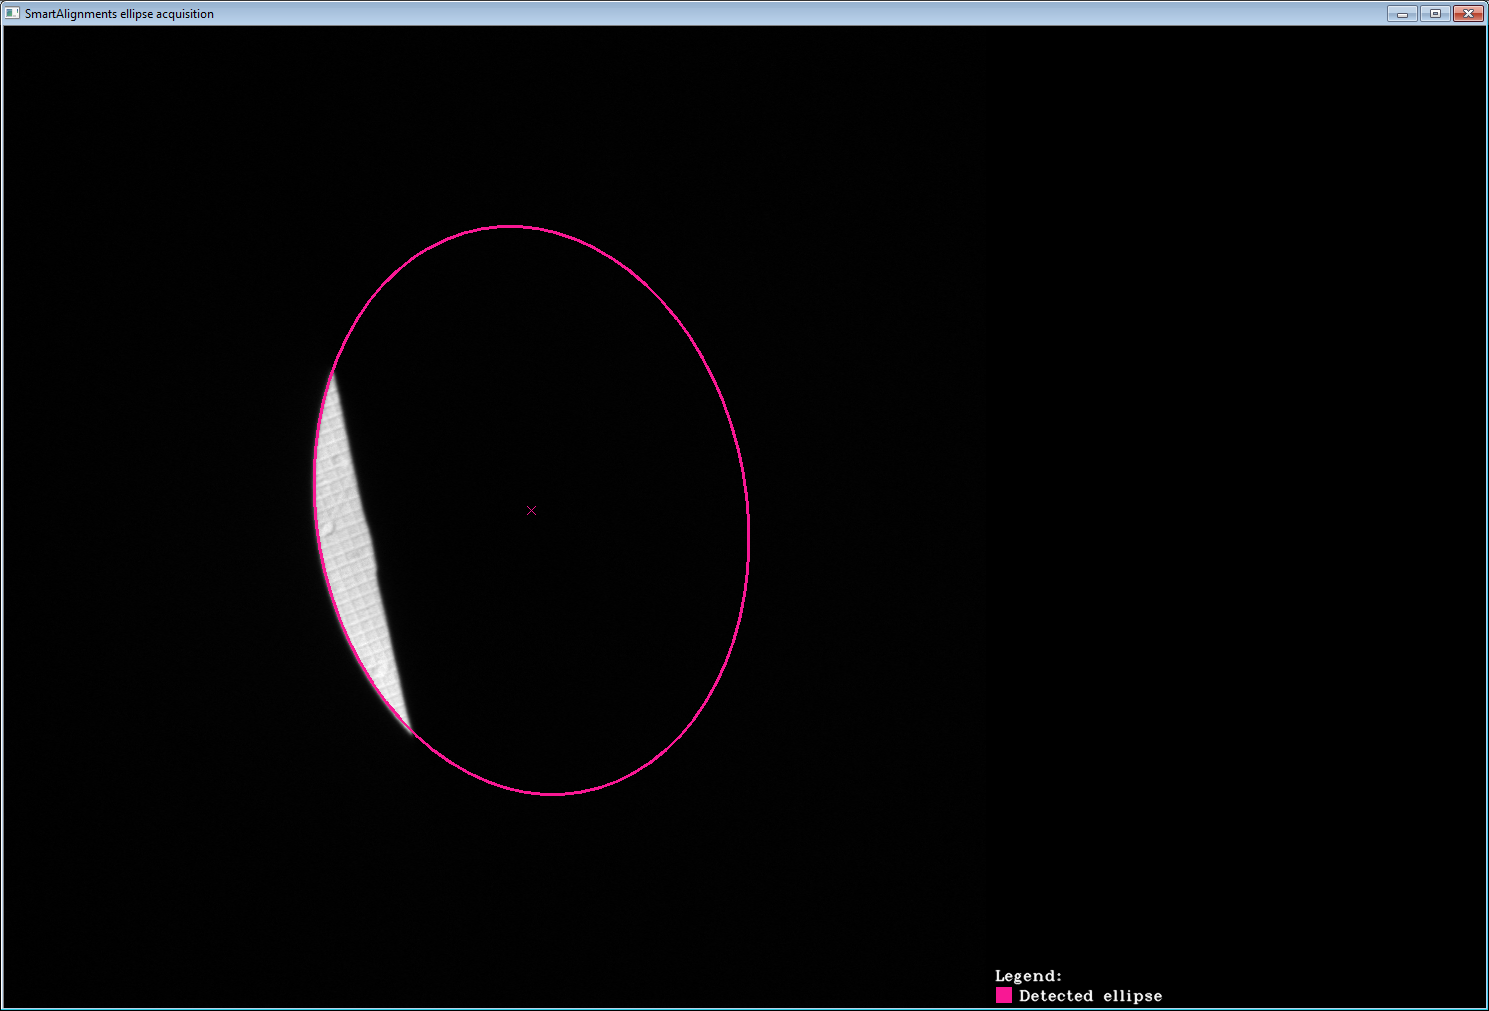 SmartAlignments ellipse acquisition
Legend:
Detected ellipse